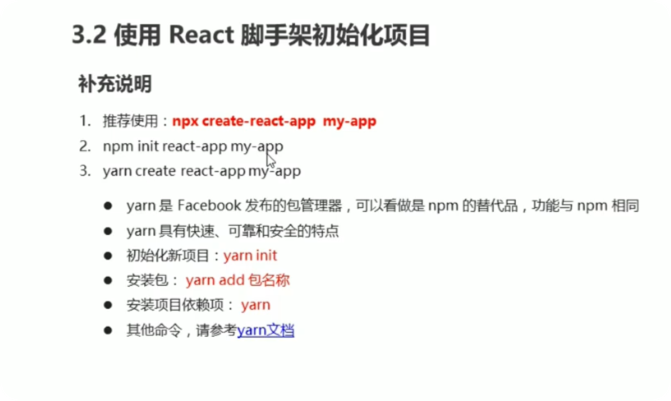 3.2 使用 React 脚手架初始化项目
补充说明
1. 推荐使用：npx create-react-app my-app
2. npm init react-app my-app
3. yarn create react-app my-app
● yarn 是 Facebook 发布的包管理器，可以看做是 npm 的替代品，功能与 npm 相同
● yarn 具有快速、可靠和安全的特点
● 初始化新项目：yarn init
● 安装包： yarn add 包名称
● 安装项目依赖项： yarn
● 其他命令，请参考yarn文档